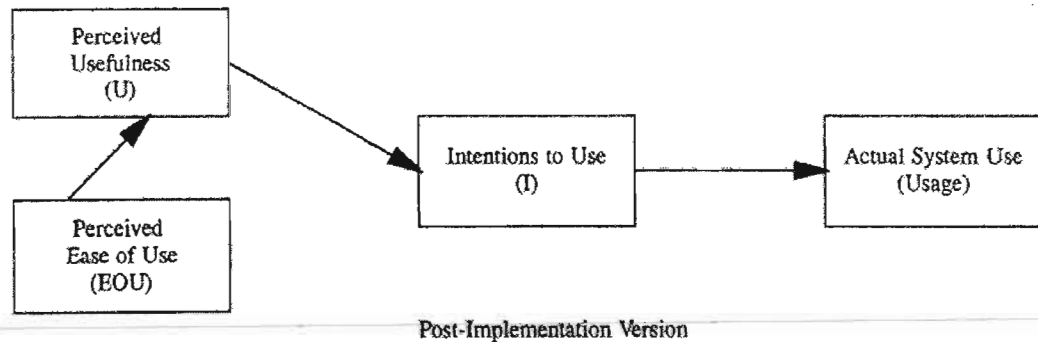 Perceived
Usefulness
(U)
Perceived
Ease of Use
(EOU)
Intentions to Use
(I)
Actual System Use
(Usage)
Post-Implementation Version